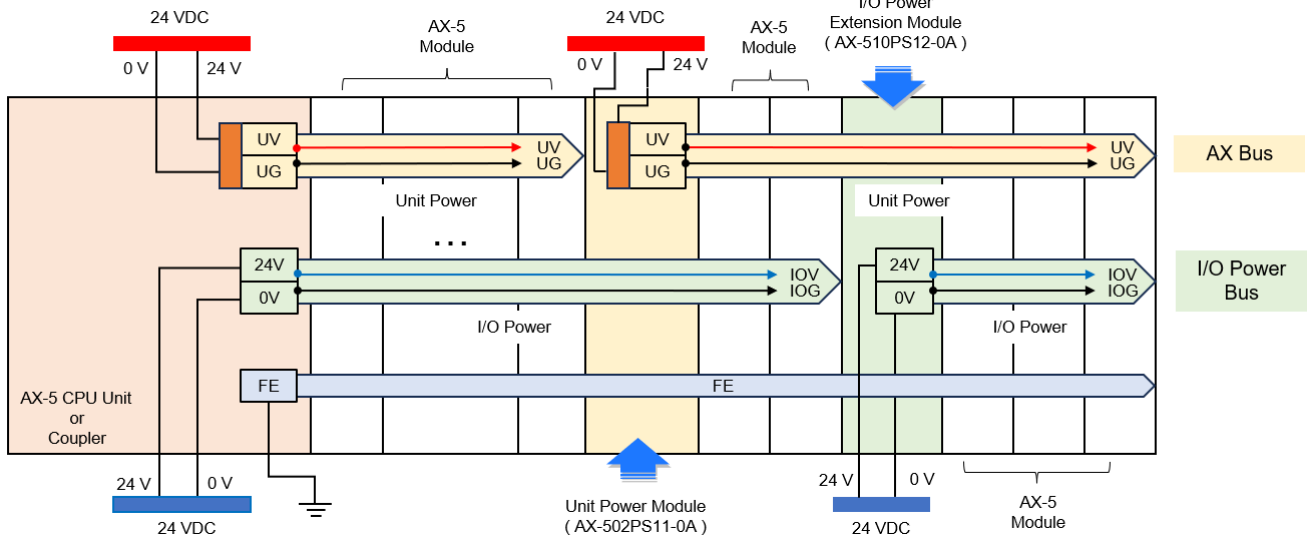 24 VDC
0 V
24 V
AX-5
Module
24 VDC
0 V
24 V
AX-5
Module
I/O Power
Extension Module
( AX-510PS12-0A )
UV
UG
UV
UG
Unit Power
UV
UG
UV
UG
Unit Power
AX Bus
...
24V
0V
IOV
IOG
I/O Power
24V
0V
IOV
IOG
I/O Power
I/O Power
Bus
FE
FE
AX-5 CPU Unit
or
Coupler
24 V
0 V
24 VDC
Unit Power Module
( AX-502PS11-0A )
24 V
0 V
24 VDC
AX-5
Module